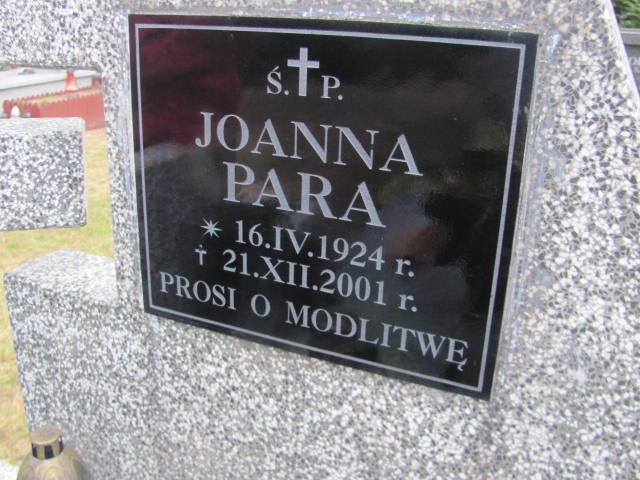 Ś. P.
JOANNA
PARA
* 16.IV.1924 r.
† 21.XII.2001 r.
PROSI O MODLITWĘ